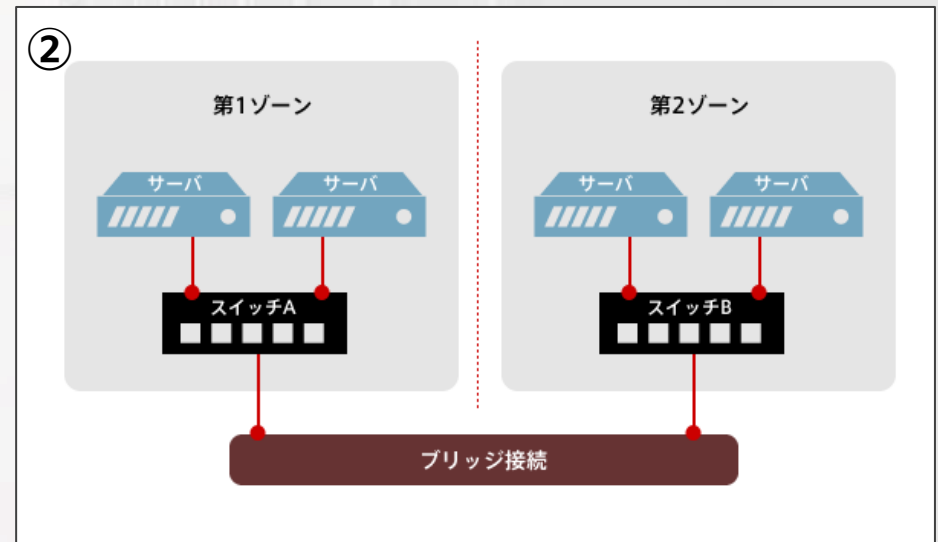 ②
第1ゾーン
第2ゾーン
サーバ
サーバ
サーバ
サーバ
スイッチA
スイッチB
ブリッジ接続